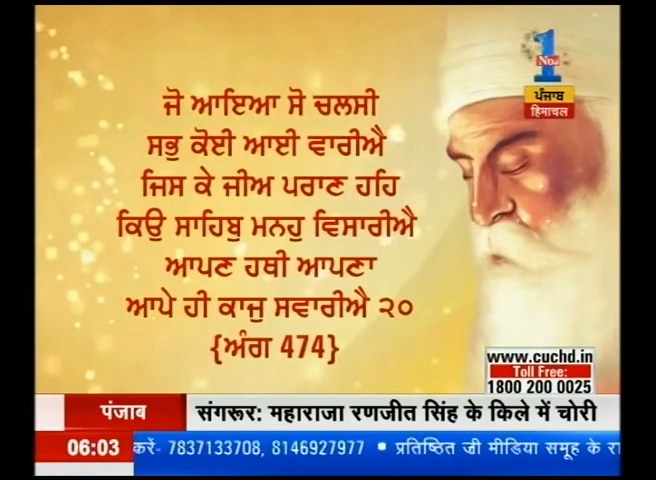 ਜੋ ਆਇਆ ਸੋ ਚਲਸੀ
ਸਭੁ ਕੋਈ ਆਈ ਵਾਰੀਐ
ਜਿਸ ਕੇ ਜੀਅ ਪਰਾਣ ਹਹਿ
ਕਿਉ ਸਾਹਿਬੁ ਮਨਹੁ ਵਿਸਾਰੀਐ
ਆਪਣ ਹਥੀ ਆਪਣਾ
ਆਪੇ ਹੀ ਕਾਜੁ ਸਵਾਰੀਐ ੨੦
{ਅੰਗ 474}
1
No.
ਪੰਜਾਬ
हिमाचल
www.cuchd.in
Toll Free:
1800 200 0025
पंजाब
संगरूर: महाराजा रणजीत सिंह के किले में चोरी
06:03
करें- 7837133708, 8146927977 • प्रतिष्ठित जी मीडिया समूह के रा